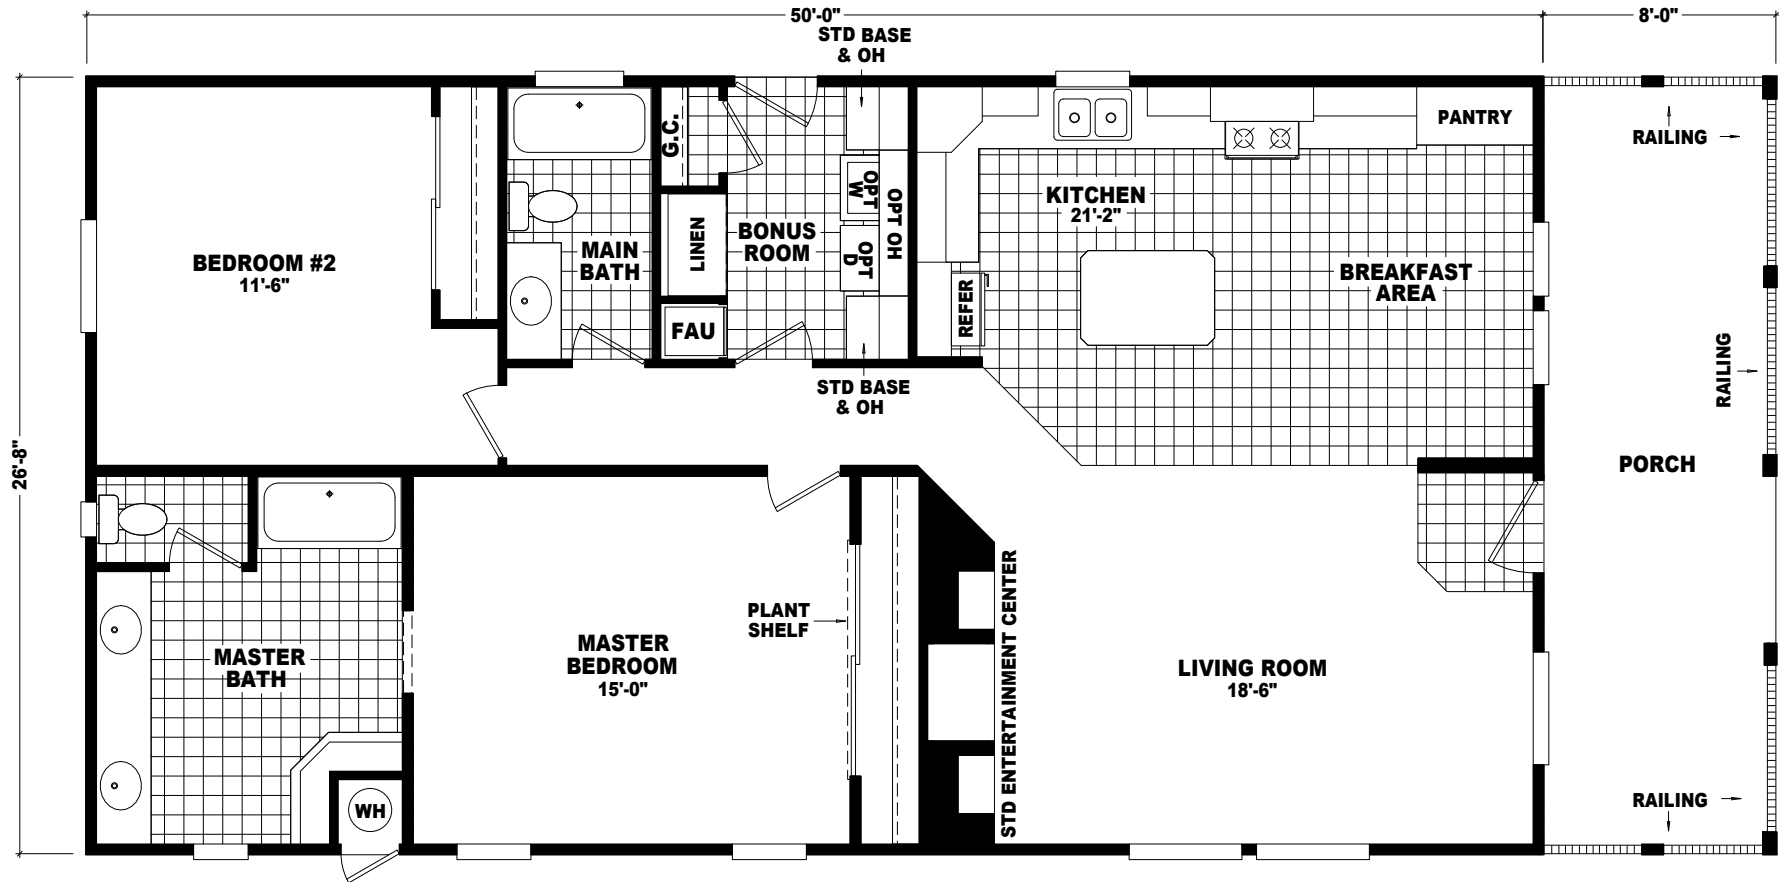 50'-0"
8'-0"
STD BASE
& OH
G.C.
PANTRY
RAILING
OPT
W
OPT OH
KITCHEN
21'-2"
BEDROOM #2
11'-6"
MAIN
BATH
LINEN
BONUS
ROOM
OPT
D
BREAKFAST
AREA
REFER
FAU
RAILING
STD BASE
& OH
26'-8"
PORCH
PLANT
SHELF
STD ENTERTAINMENT CENTER
MASTER
BATH
MASTER
BEDROOM
15'-0"
LIVING ROOM
18'-6"
WH
RAILING